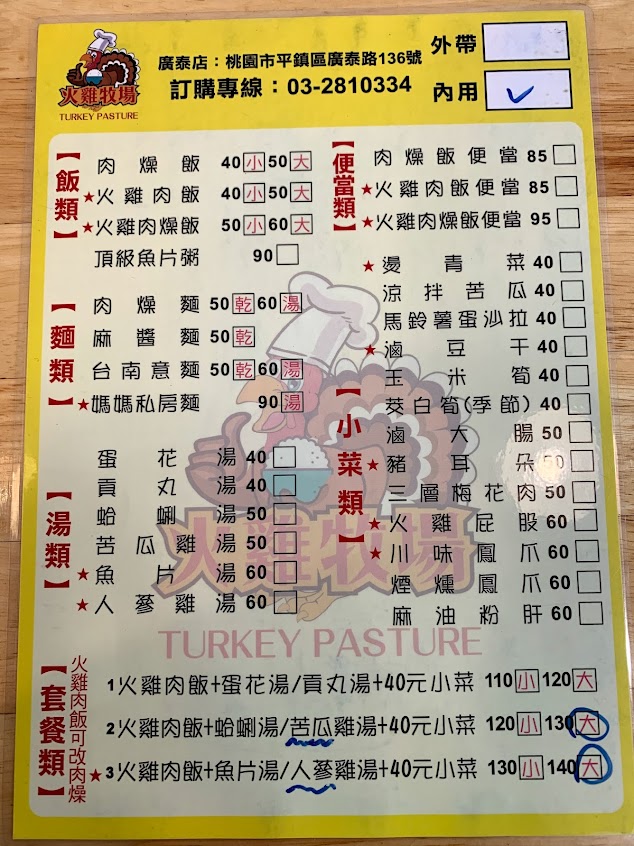 火雞牧場
TURKEY PASTURE
廣泰店：桃園市平鎮區廣泰路136號
訂購專線：03-2810334
外帶
內用 ✓
【飯類】
肉燥飯 40 小 50 大
★火雞肉飯 40 小 50 大
★火雞肉燥飯 50 小 60 大
頂級魚片粥 90
【麵類】
肉燥麵 50 乾 60 湯
麻醬麵 50 乾
台南意麵 50 乾 60 湯
★媽媽私房麵 90 湯
【湯類】
蛋花湯 40
貢丸湯 40
蛤蜊湯 50
苦瓜雞湯 50
★魚片湯 60
★人蔘雞湯 60
【便當類】
肉燥飯便當 85
★火雞肉飯便當 85
★火雞肉燥飯便當 95
【小菜類】
★燙青菜 40
涼拌苦瓜 40
馬鈴薯蛋沙拉 40
★滷豆干 40
玉米筍 40
茭白筍(季節) 40
滷大腸 50
★豬耳朵 50
三層梅花肉 50
★火雞屁股 60
★川味鳳爪 60
煙燻鳳爪 60
麻油粉肝 60
火雞牧場
TURKEY PASTURE
【套餐類】
火雞肉飯可改肉燥
1火雞肉飯+蛋花湯/貢丸湯+40元小菜 110 小 120 大
2火雞肉飯+蛤蜊湯/苦瓜雞湯+40元小菜 120 小 130 大
★3火雞肉飯+魚片湯/人蔘雞湯+40元小菜 130 小 140 大